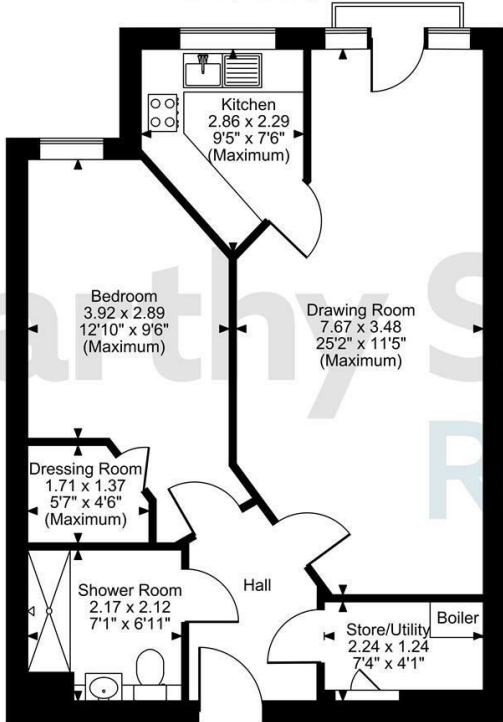 Kitchen
2.86 x 2.29
9'5" x 7'6"
(Maximum)
Bedroom
3.92 x 2.89
12'10" x 9'6"
(Maximum)
Drawing Room
7.67 x 3.48
25'2" x 11'5"
(Maximum)
arthy S
R
Dressing Room
1.71 x 1.37
5'7" x 4'6"
(Maximum)
Hall
Shower Room
2.17 x 2.12
7'1" x 6'11"
Boiler
Store/Utility
2.24 x 1.24
7'4" x 4'1"